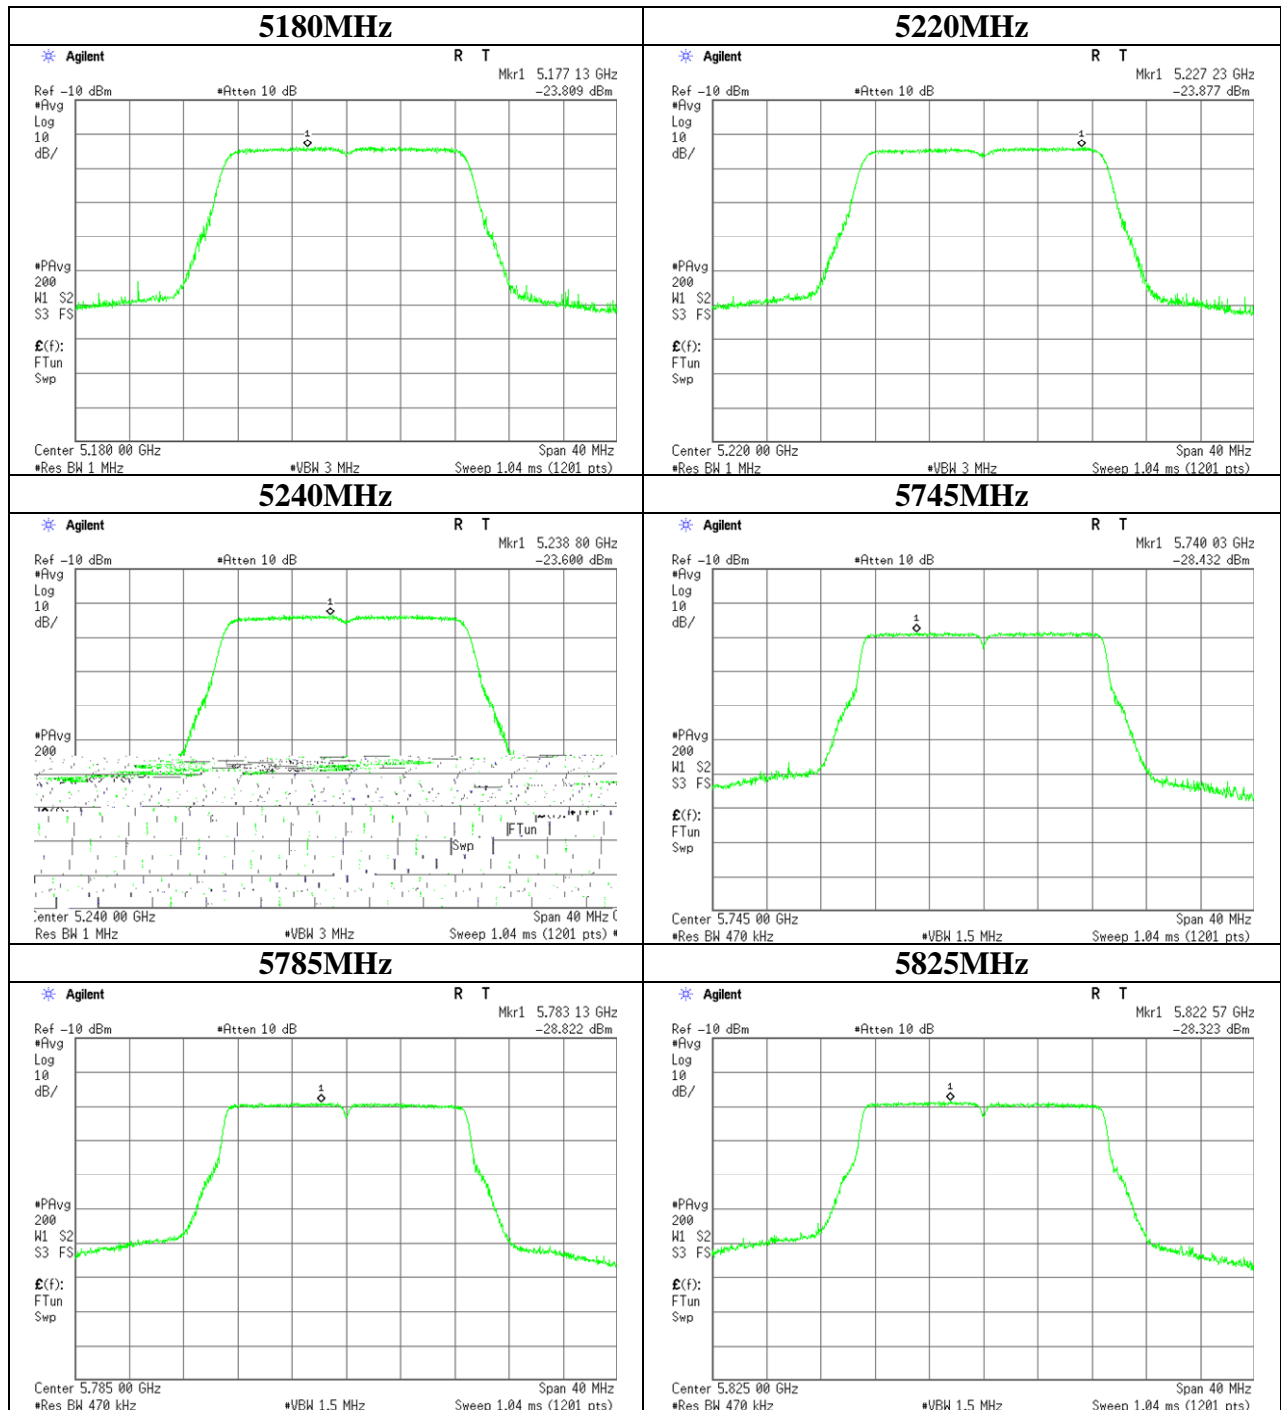 5180MHz
Agilent R T
Mkr1 5.177 13 GHz
Ref -10 dBm #Atten 10 dB -23.809 dBm
#Avg
Log
10
dB/
1
#PAvg
200
W1 S2
S3 FS
£(f):
FTun
Swp
Center 5.180 00 GHz Span 40 MHz
#Res BW 1 MHz #VBW 3 MHz Sweep 1.04 ms (1201 pts)
5220MHz
Agilent R T
Mkr1 5.227 23 GHz
Ref -10 dBm #Atten 10 dB -23.877 dBm
#Avg
Log
10
dB/
1
#PAvg
200
W1 S2
S3 FS
£(f):
FTun
Swp
Center 5.220 00 GHz Span 40 MHz
#Res BW 1 MHz #VBW 3 MHz Sweep 1.04 ms (1201 pts)
5240MHz
Agilent R T
Mkr1 5.238 80 GHz
Ref -10 dBm #Atten 10 dB -23.600 dBm
#Avg
Log
10
dB/
1
#PAvg
200
FTun
Swp
enter 5.240 00 GHz Span 40 MHz
Res BW 1 MHz #VBW 3 MHz Sweep 1.04 ms (1201 pts) #
5745MHz
Agilent R T
Mkr1 5.740 03 GHz
Ref -10 dBm #Atten 10 dB -28.432 dBm
#Avg
Log
10
dB/
1
#PAvg
200
W1 S2
S3 FS
£(f):
FTun
Swp
Center 5.745 00 GHz Span 40 MHz
#Res BW 470 kHz #VBW 1.5 MHz Sweep 1.04 ms (1201 pts)
5785MHz
Agilent R T
Mkr1 5.783 13 GHz
Ref -10 dBm #Atten 10 dB -28.822 dBm
#Avg
Log
10
dB/
1
#PAvg
200
W1 S2
S3 FS
£(f):
FTun
Swp
Center 5.785 00 GHz Span 40 MHz
#Res BW 470 kHz #VBW 1.5 MHz Sweep 1.04 ms (1201 pts)
5825MHz
Agilent R T
Mkr1 5.822 57 GHz
Ref -10 dBm #Atten 10 dB -28.323 dBm
#Avg
Log
10
dB/
1
#PAvg
200
W1 S2
S3 FS
£(f):
FTun
Swp
Center 5.825 00 GHz Span 40 MHz
#Res BW 470 kHz #VBW 1.5 MHz Sweep 1.04 ms (1201 pts)